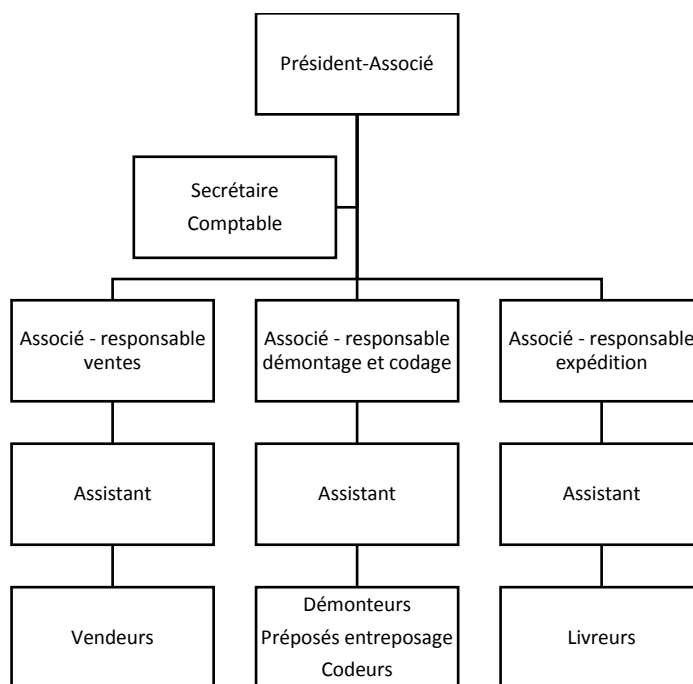 Président-Associé
Secrétaire
Comptable
Associé - responsable
ventes
Associé - responsable
démontage et codage
Associé - responsable
expédition
Assistant
Assistant
Assistant
Vendeurs
Démonteurs
Préposés entreposage
Codeurs
Livreurs